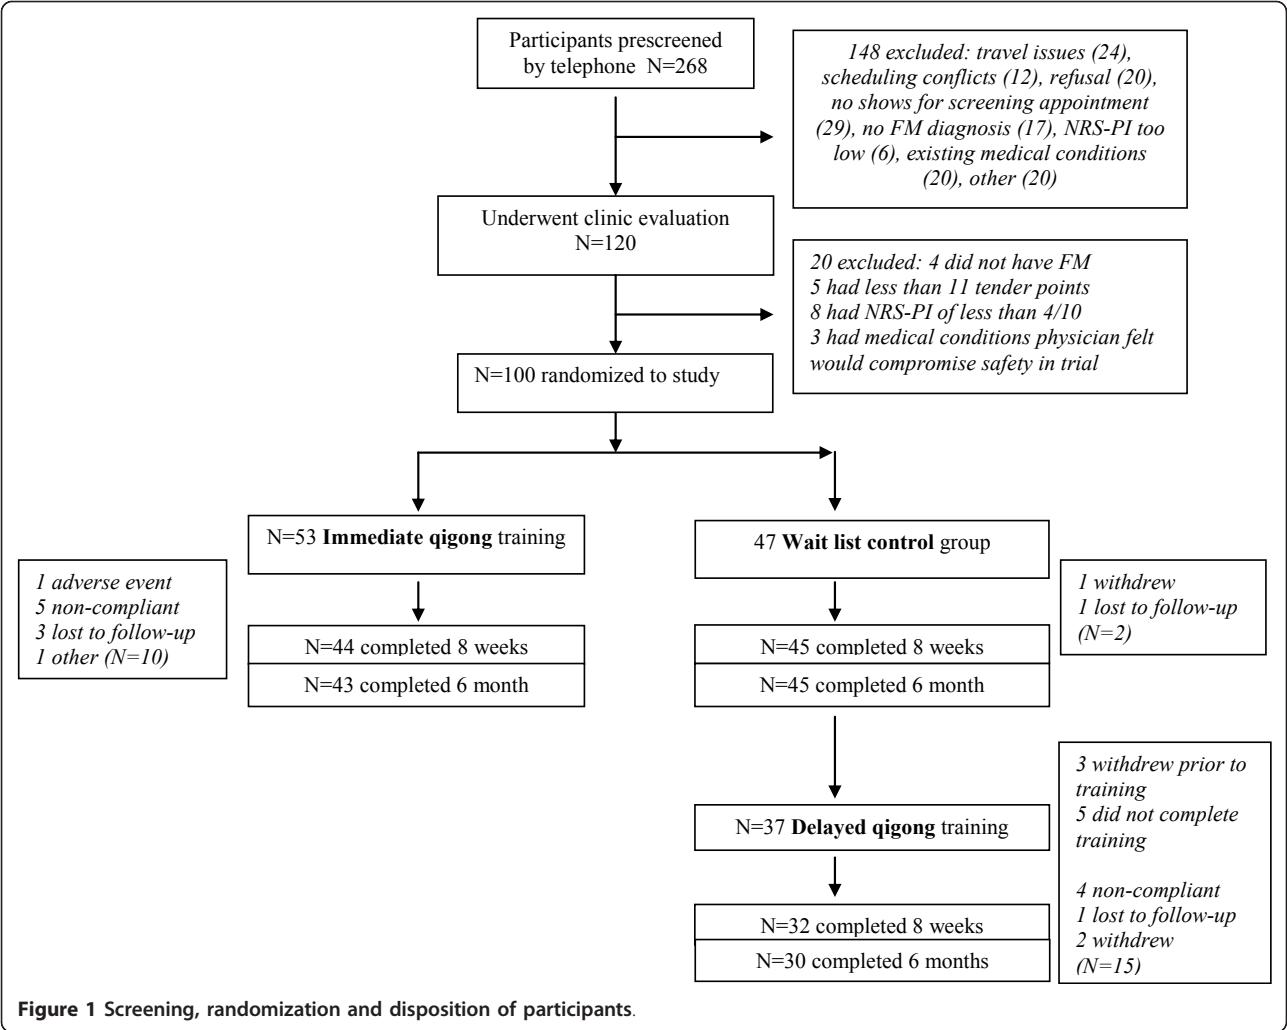 Participants prescreened
by telephone N=268
148 excluded: travel issues (24),
scheduling conflicts (12), refusal (20),
no shows for screening appointment
(29), no FM diagnosis (17), NRS-PI too
low (6), existing medical conditions
(20), other (20)
Underwent clinic evaluation
N=120
20 excluded: 4 did not have FM
5 had less than 11 tender points
8 had NRS-PI of less than 4/10
3 had medical conditions physician felt
would compromise safety in trial
N=100 randomized to study
N=53 Immediate qigong training
47 Wait list control group
1 adverse event
5 non-compliant
3 lost to follow-up
1 other (N=10)
N=44 completed 8 weeks
N=43 completed 6 month
N=45 completed 8 weeks
N=45 completed 6 month
1 withdrew
1 lost to follow-up
(N=2)
N=37 Delayed qigong training
3 withdrew prior to
training
5 did not complete
training
4 non-compliant
1 lost to follow-up
2 withdrew
(N=15)
N=32 completed 8 weeks
N=30 completed 6 months
Figure 1 Screening, randomization and disposition of participants.